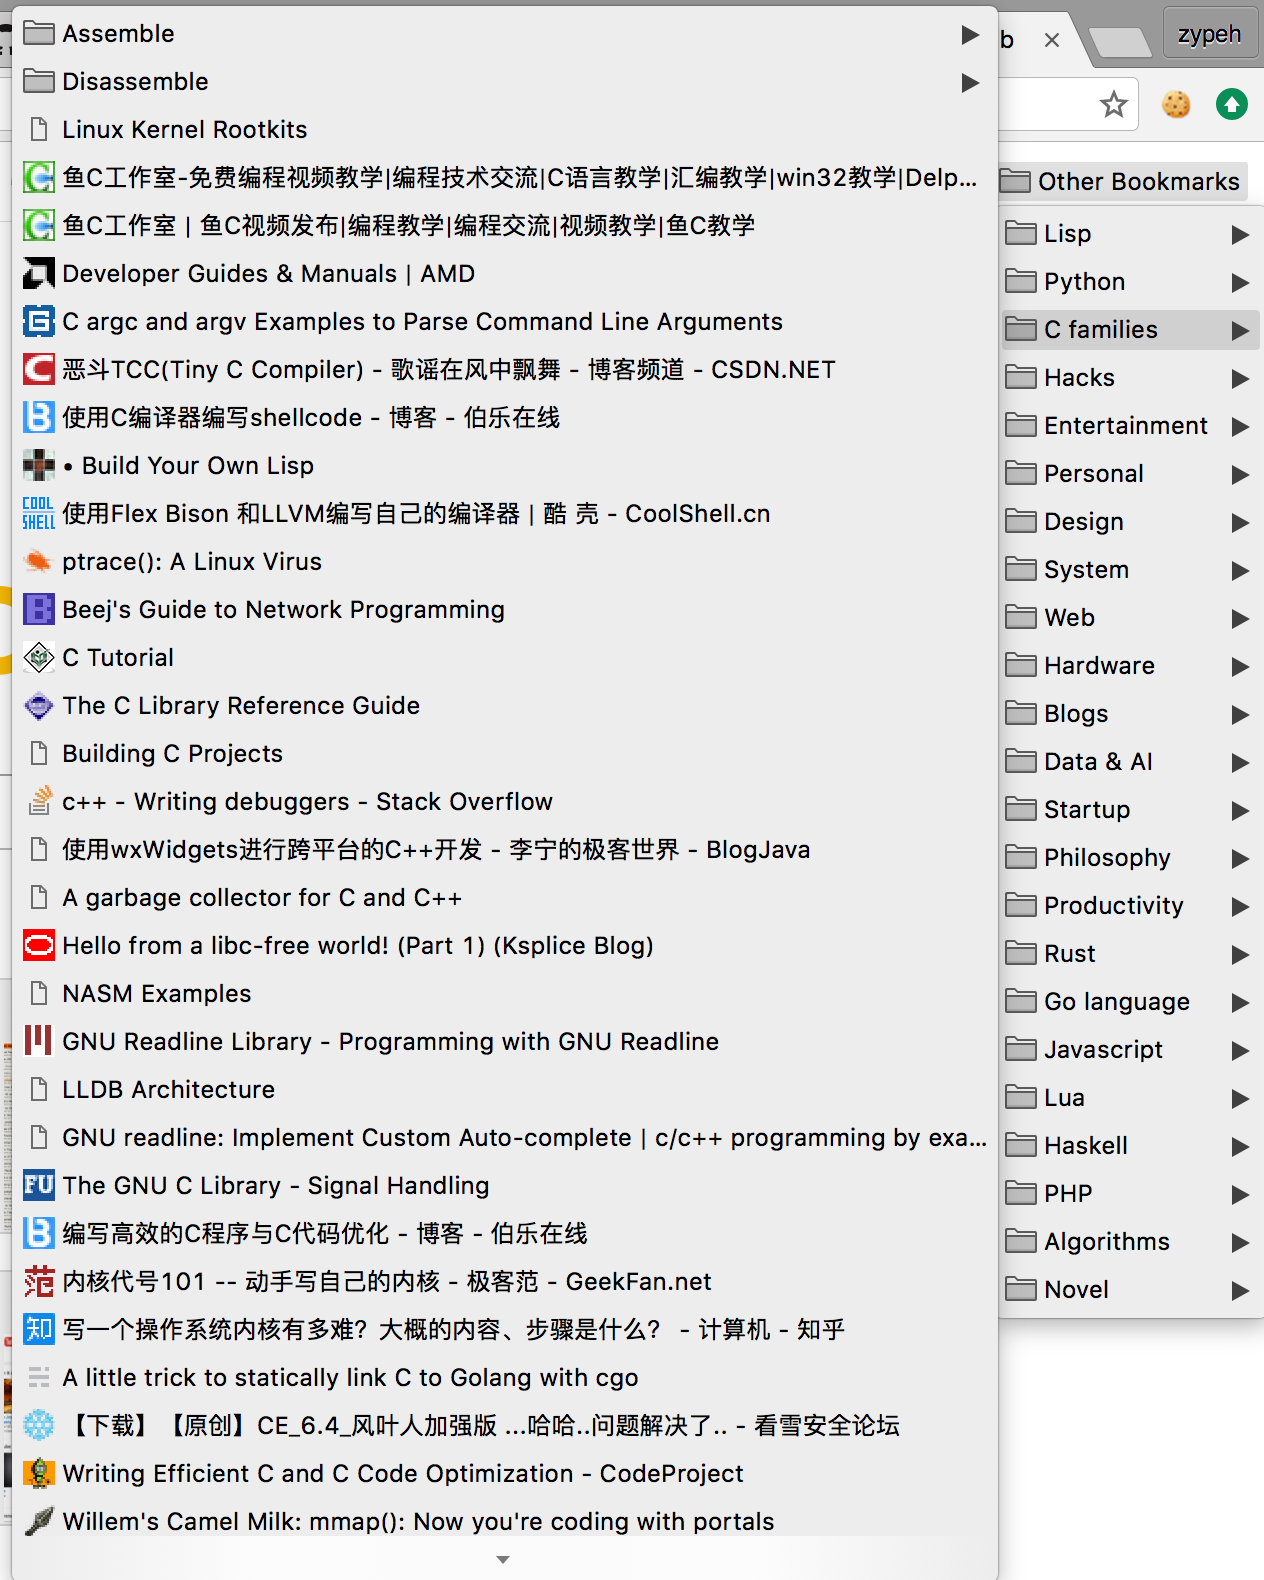 Assemble
Disassemble
Linux Kernel Rootkits
鱼C工作室-免费编程视频教学|编程技术交流|C语言教学|汇编教学|win32教学|Delp...
鱼C工作室 | 鱼C视频发布|编程教学|编程交流|视频教学|鱼C教学
Developer Guides & Manuals | AMD
C argc and argv Examples to Parse Command Line Arguments
恶斗TCC(Tiny C Compiler) - 歌谣在风中飘舞 - 博客频道 - CSDN.NET
使用C编译器编写shellcode - 博客 - 伯乐在线
• Build Your Own Lisp
COOL SHELL 使用Flex Bison 和LLVM编写自己的编译器 | 酷 壳 - CoolShell.cn
ptrace(): A Linux Virus
Beej's Guide to Network Programming
C Tutorial
The C Library Reference Guide
Building C Projects
c++ - Writing debuggers - Stack Overflow
使用wxWidgets进行跨平台的C++开发 - 李宁的极客世界 - BlogJava
A garbage collector for C and C++
Hello from a libc-free world! (Part 1) (Ksplice Blog)
NASM Examples
GNU Readline Library - Programming with GNU Readline
LLDB Architecture
GNU readline: Implement Custom Auto-complete | c/c++ programming by exa...
FU The GNU C Library - Signal Handling
编写高效的C程序与C代码优化 - 博客 - 伯乐在线
范 内核代号101 -- 动手写自己的内核 - 极客范 - GeekFan.net
知 写一个操作系统内核有多难？大概的内容、步骤是什么？ - 计算机 - 知乎
A little trick to statically link C to Golang with cgo
【下载】【原创】CE_6.4_风叶人加强版 ...哈哈..问题解决了.. - 看雪安全论坛
Writing Efficient C and C Code Optimization - CodeProject
Willem's Camel Milk: mmap(): Now you're coding with portals
b
zypeh
Other Bookmarks
Lisp
Python
C families
Hacks
Entertainment
Personal
Design
System
Web
Hardware
Blogs
Data & AI
Startup
Philosophy
Productivity
Rust
Go language
Javascript
Lua
Haskell
PHP
Algorithms
Novel